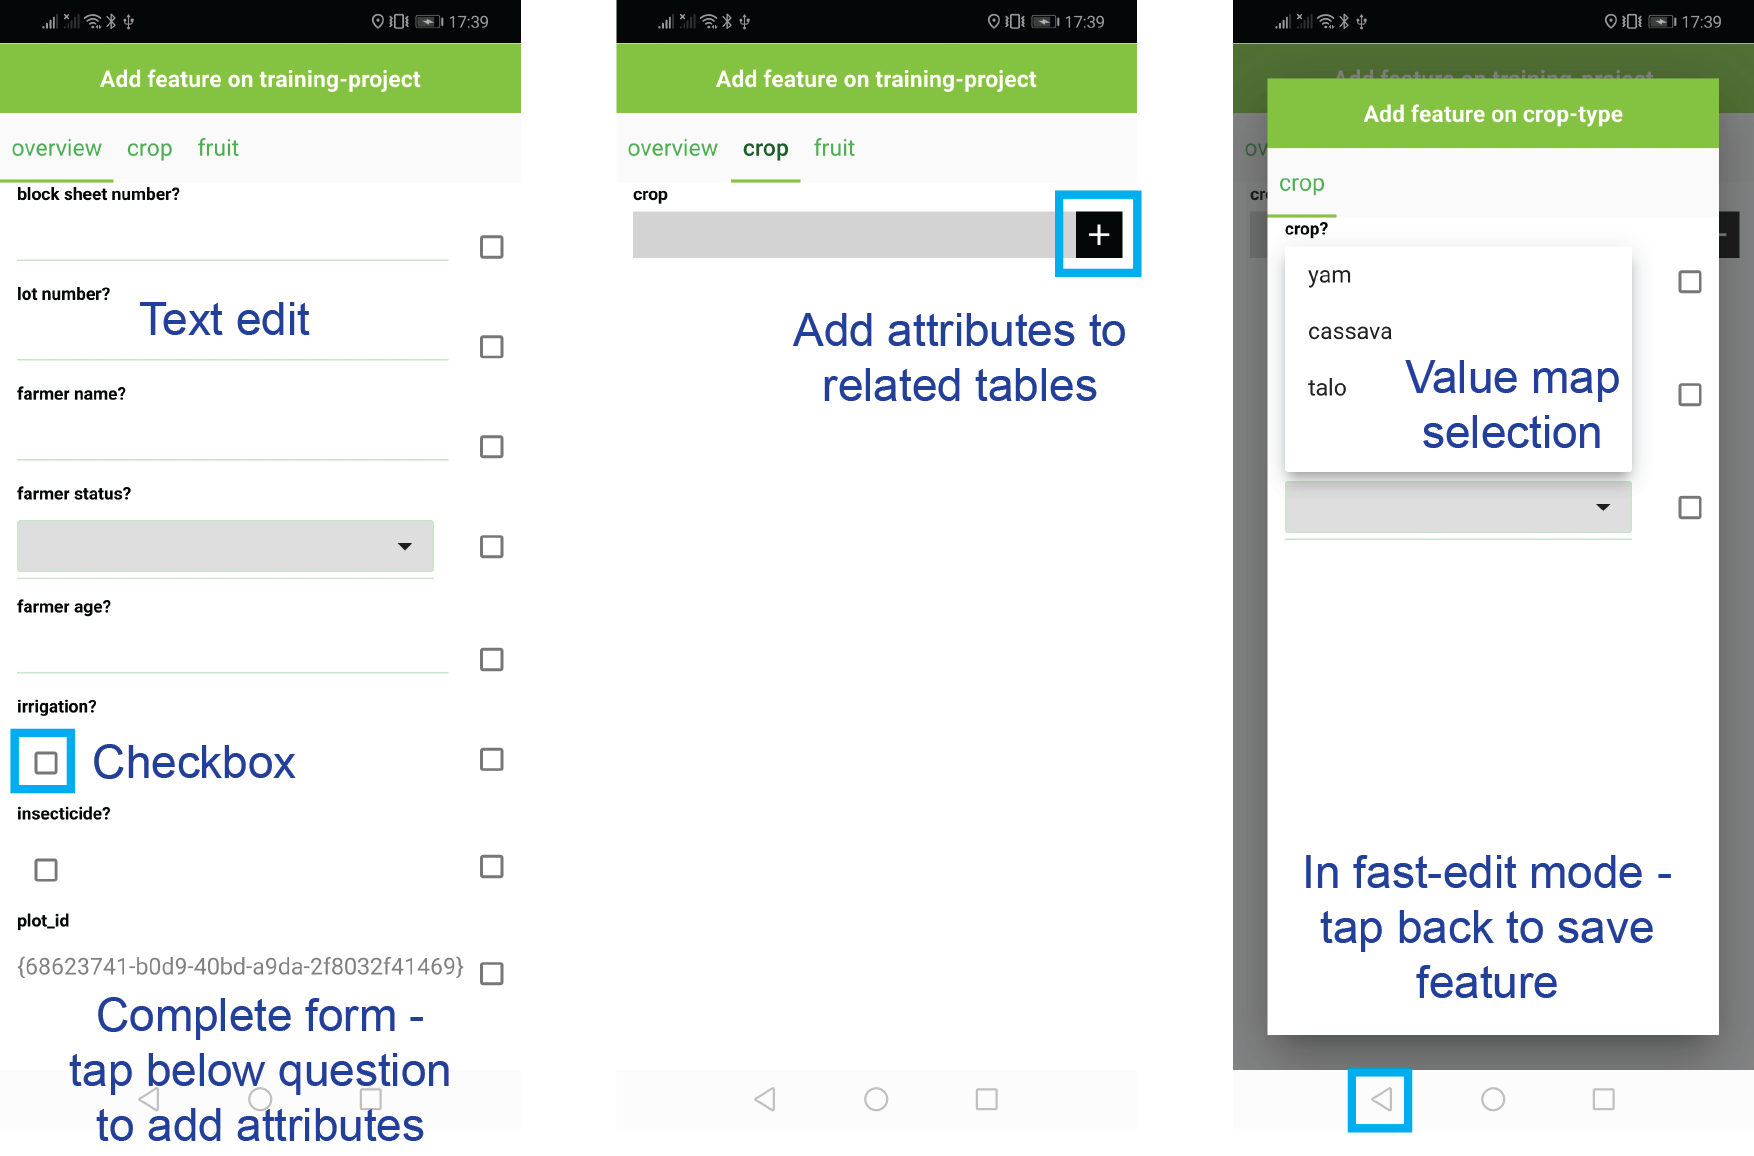 17:39
Add feature on training-project
overview crop fruit
block sheet number?
lot number?
Text edit
farmer name?
farmer status?
farmer age?
irrigation?
Checkbox
insecticide?
plot_id
{68623741-b0d9-40bd-a9da-2f8032f41469}
Complete form -
tap below question
to add attributes
17:39
Add feature on training-project
overview crop fruit
crop
+
Add attributes to
related tables
17:39
Add feature on training-project
Add feature on crop-type
ov
crop
cr
crop?
yam
cassava
talo
Value map
selection
In fast-edit mode -
tap back to save
feature